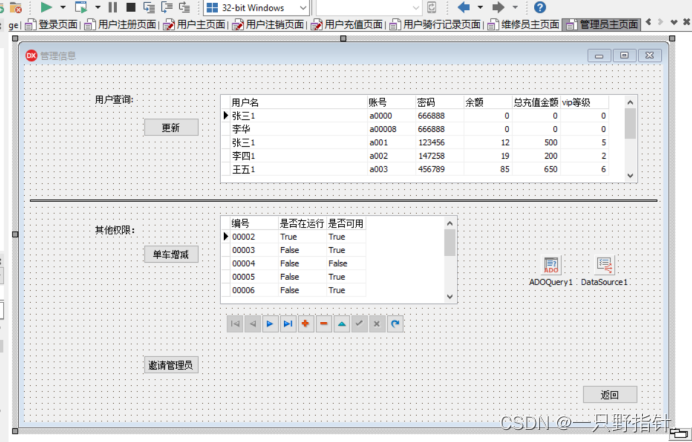 32-bit Windows
ge 登录页面 用户注册页面 用户主页面 用户注销页面 用户充值页面 用户骑行记录页面 维修员主页面 管理员主页面
DX 管理信息
用户查询:
更新
用户名 账号 密码 余额 总充值金额 vip等级
张三1 a0000 666888 0 0 0
李华 a00008 666888 0 0 0
张三1 a001 123456 12 500 5
李四1 a002 147258 19 200 2
王五1 a003 456789 85 650 6
其他权限:
单车增减
编号 是否在运行 是否可用
00002 True True
00003 False True
00004 False False
00005 False True
00006 False True
ADO
ADOQuery1 DataSource1
邀请管理员
返回
CSDN @一只野指针